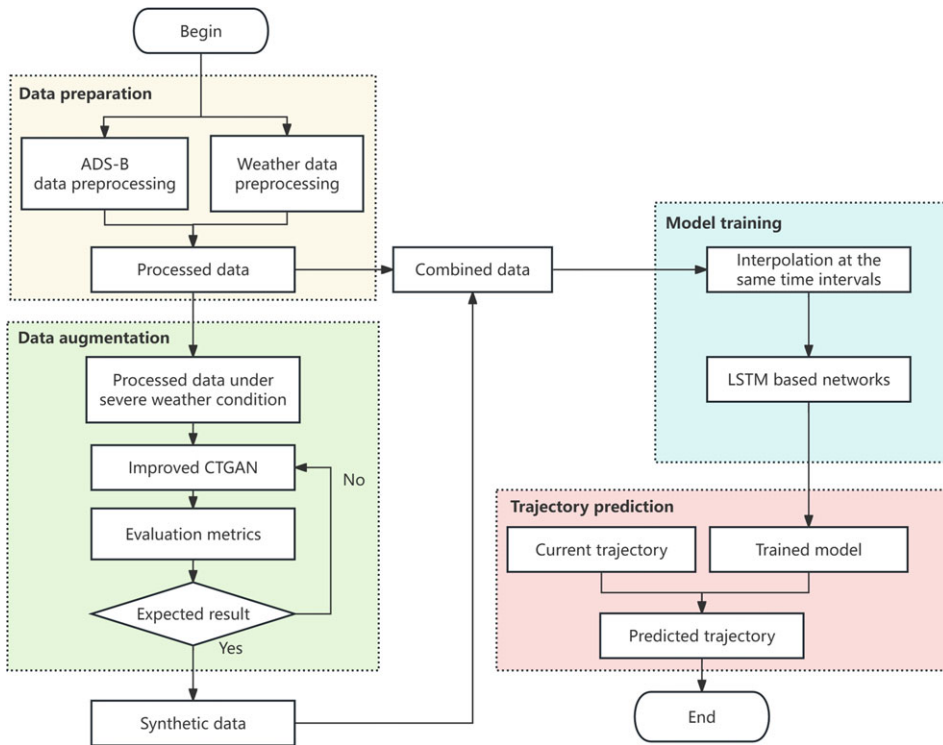 Begin
Data preparation
ADS-B
data preprocessing
Weather data
preprocessing
Processed data
Combined data
Data augmentation
Processed data under
severe weather condition
Improved CTGAN
No
Evaluation metrics
Expected result
Yes
Synthetic data
Model training
Interpolation at the
same time intervals
LSTM based networks
Trajectory prediction
Current trajectory
Trained model
Predicted trajectory
End